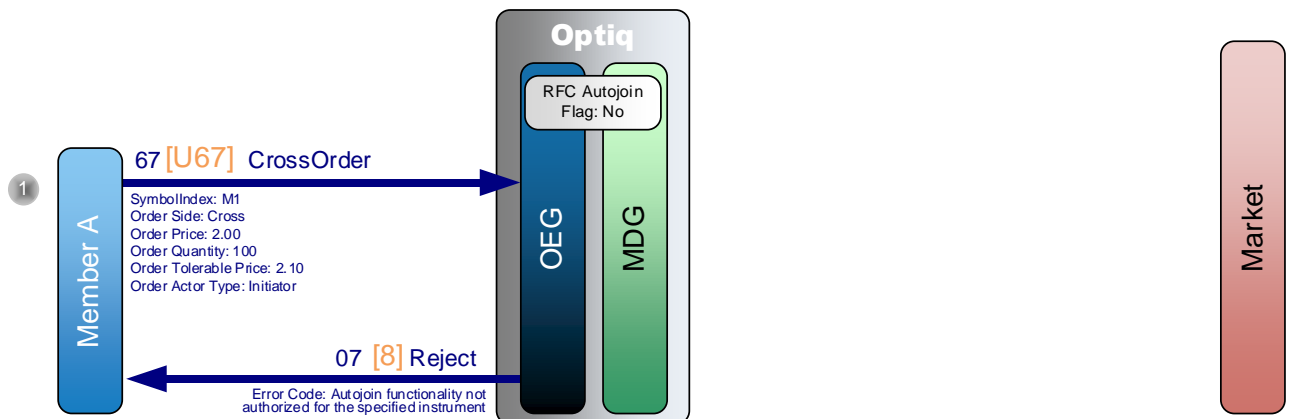 Optiq
RFC Autojoin
Flag: No
67 [U67] CrossOrder
1
SymbolIndex: M1
Order Side: Cross
Order Price: 2.00
Order Quantity: 100
Order Tolerable Price: 2.10
Order Actor Type: Initiator
Member A
OEG
MDG
Market
07 [8] Reject
Error Code: Autojoin functionality not
authorized for the specified instrument